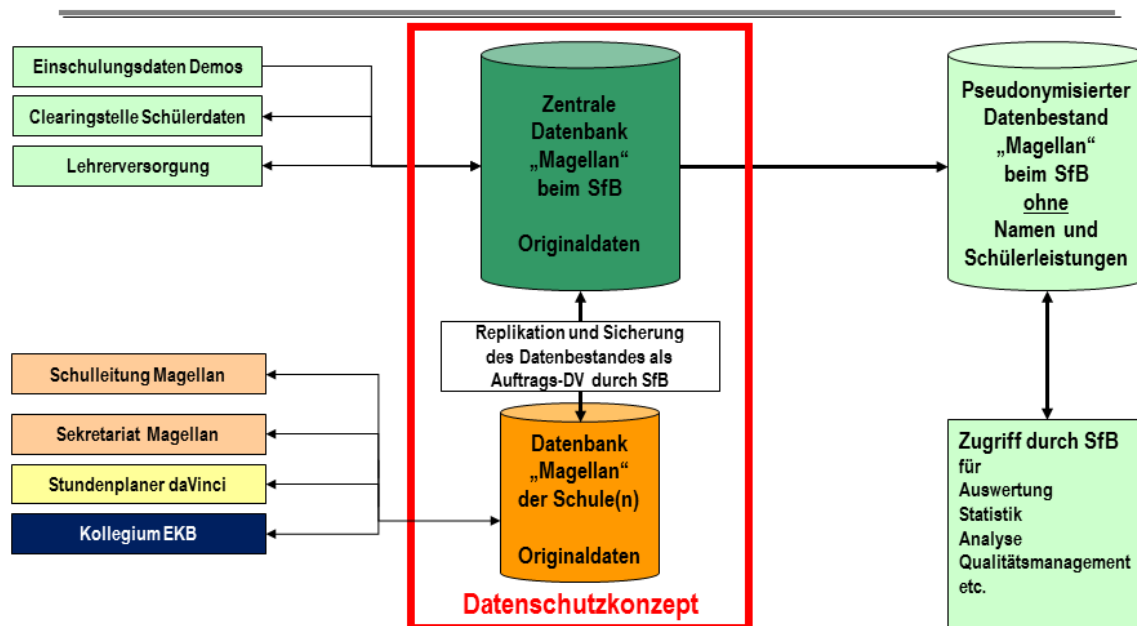 Einschulungsdaten Demos
Clearingstelle Schülerdaten
Lehrerversorgung
Zentrale
Datenbank
„Magellan“
beim SfB
Originaldaten
Pseudonymisierter
Datenbestand
„Magellan“
beim SfB
ohne
Namen und
Schülerleistungen
Replikation und Sicherung
des Datenbestandes als
Auftrags-DV durch SfB
Schulleitung Magellan
Sekretariat Magellan
Stundenplaner daVinci
Kollegium EKB
Datenbank
„Magellan“
der Schule(n)
Originaldaten
Datenschutzkonzept
Zugriff durch SfB
für
Auswertung
Statistik
Analyse
Qualitätsmanagement
etc.